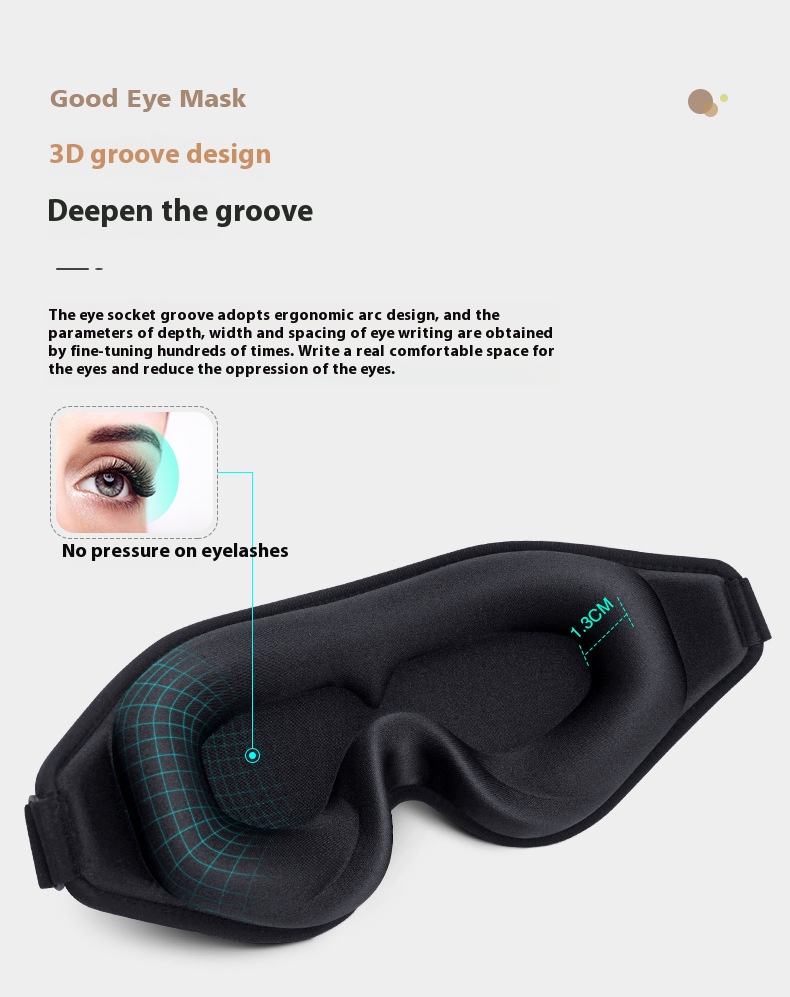 Good Eye Mask
3D groove design
Deepen the groove
The eye socket groove adopts ergonomic arc design, and the
parameters of depth, width and spacing of eye writing are obtained
by fine-tuning hundreds of times. Write a real comfortable space for
the eyes and reduce the oppression of the eyes.
No pressure on eyelashes
1.3CM